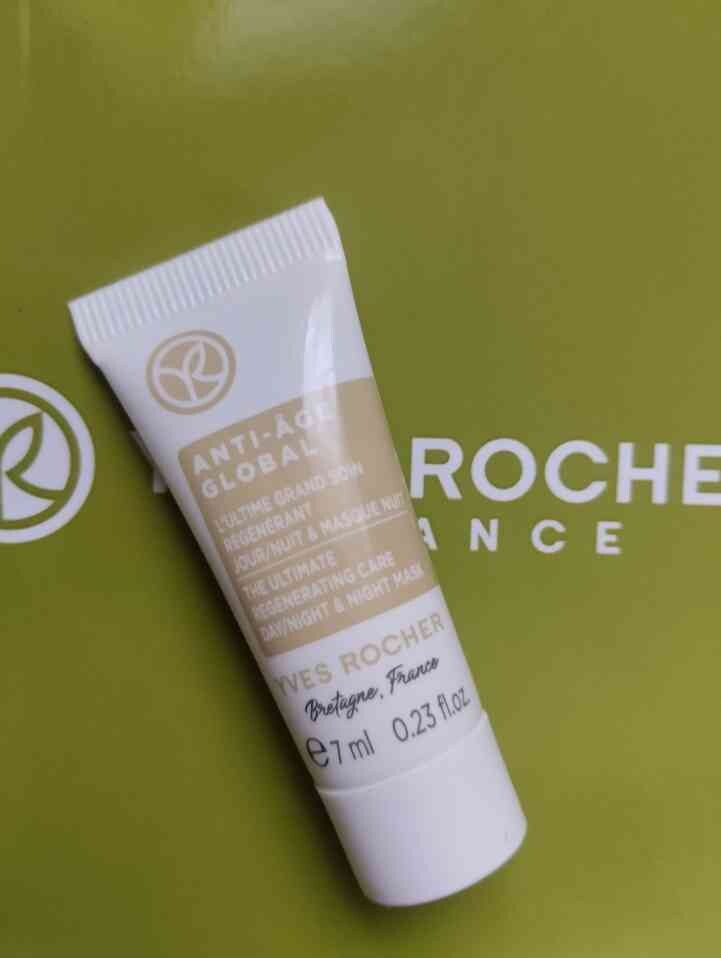 ANTI-ÂGE
GLOBAL
L'ULTIME GRAND SOIN
RÉGÉNÉRANT
JOUR/NUIT & MASQUE NUIT
THE ULTIMATE
REGENERATING CARE
DAY/NIGHT & NIGHT MASK
YVES ROCHER
Bretagne, France
e 7 ml 0.23 fl.oz
ROCHE
ANCE